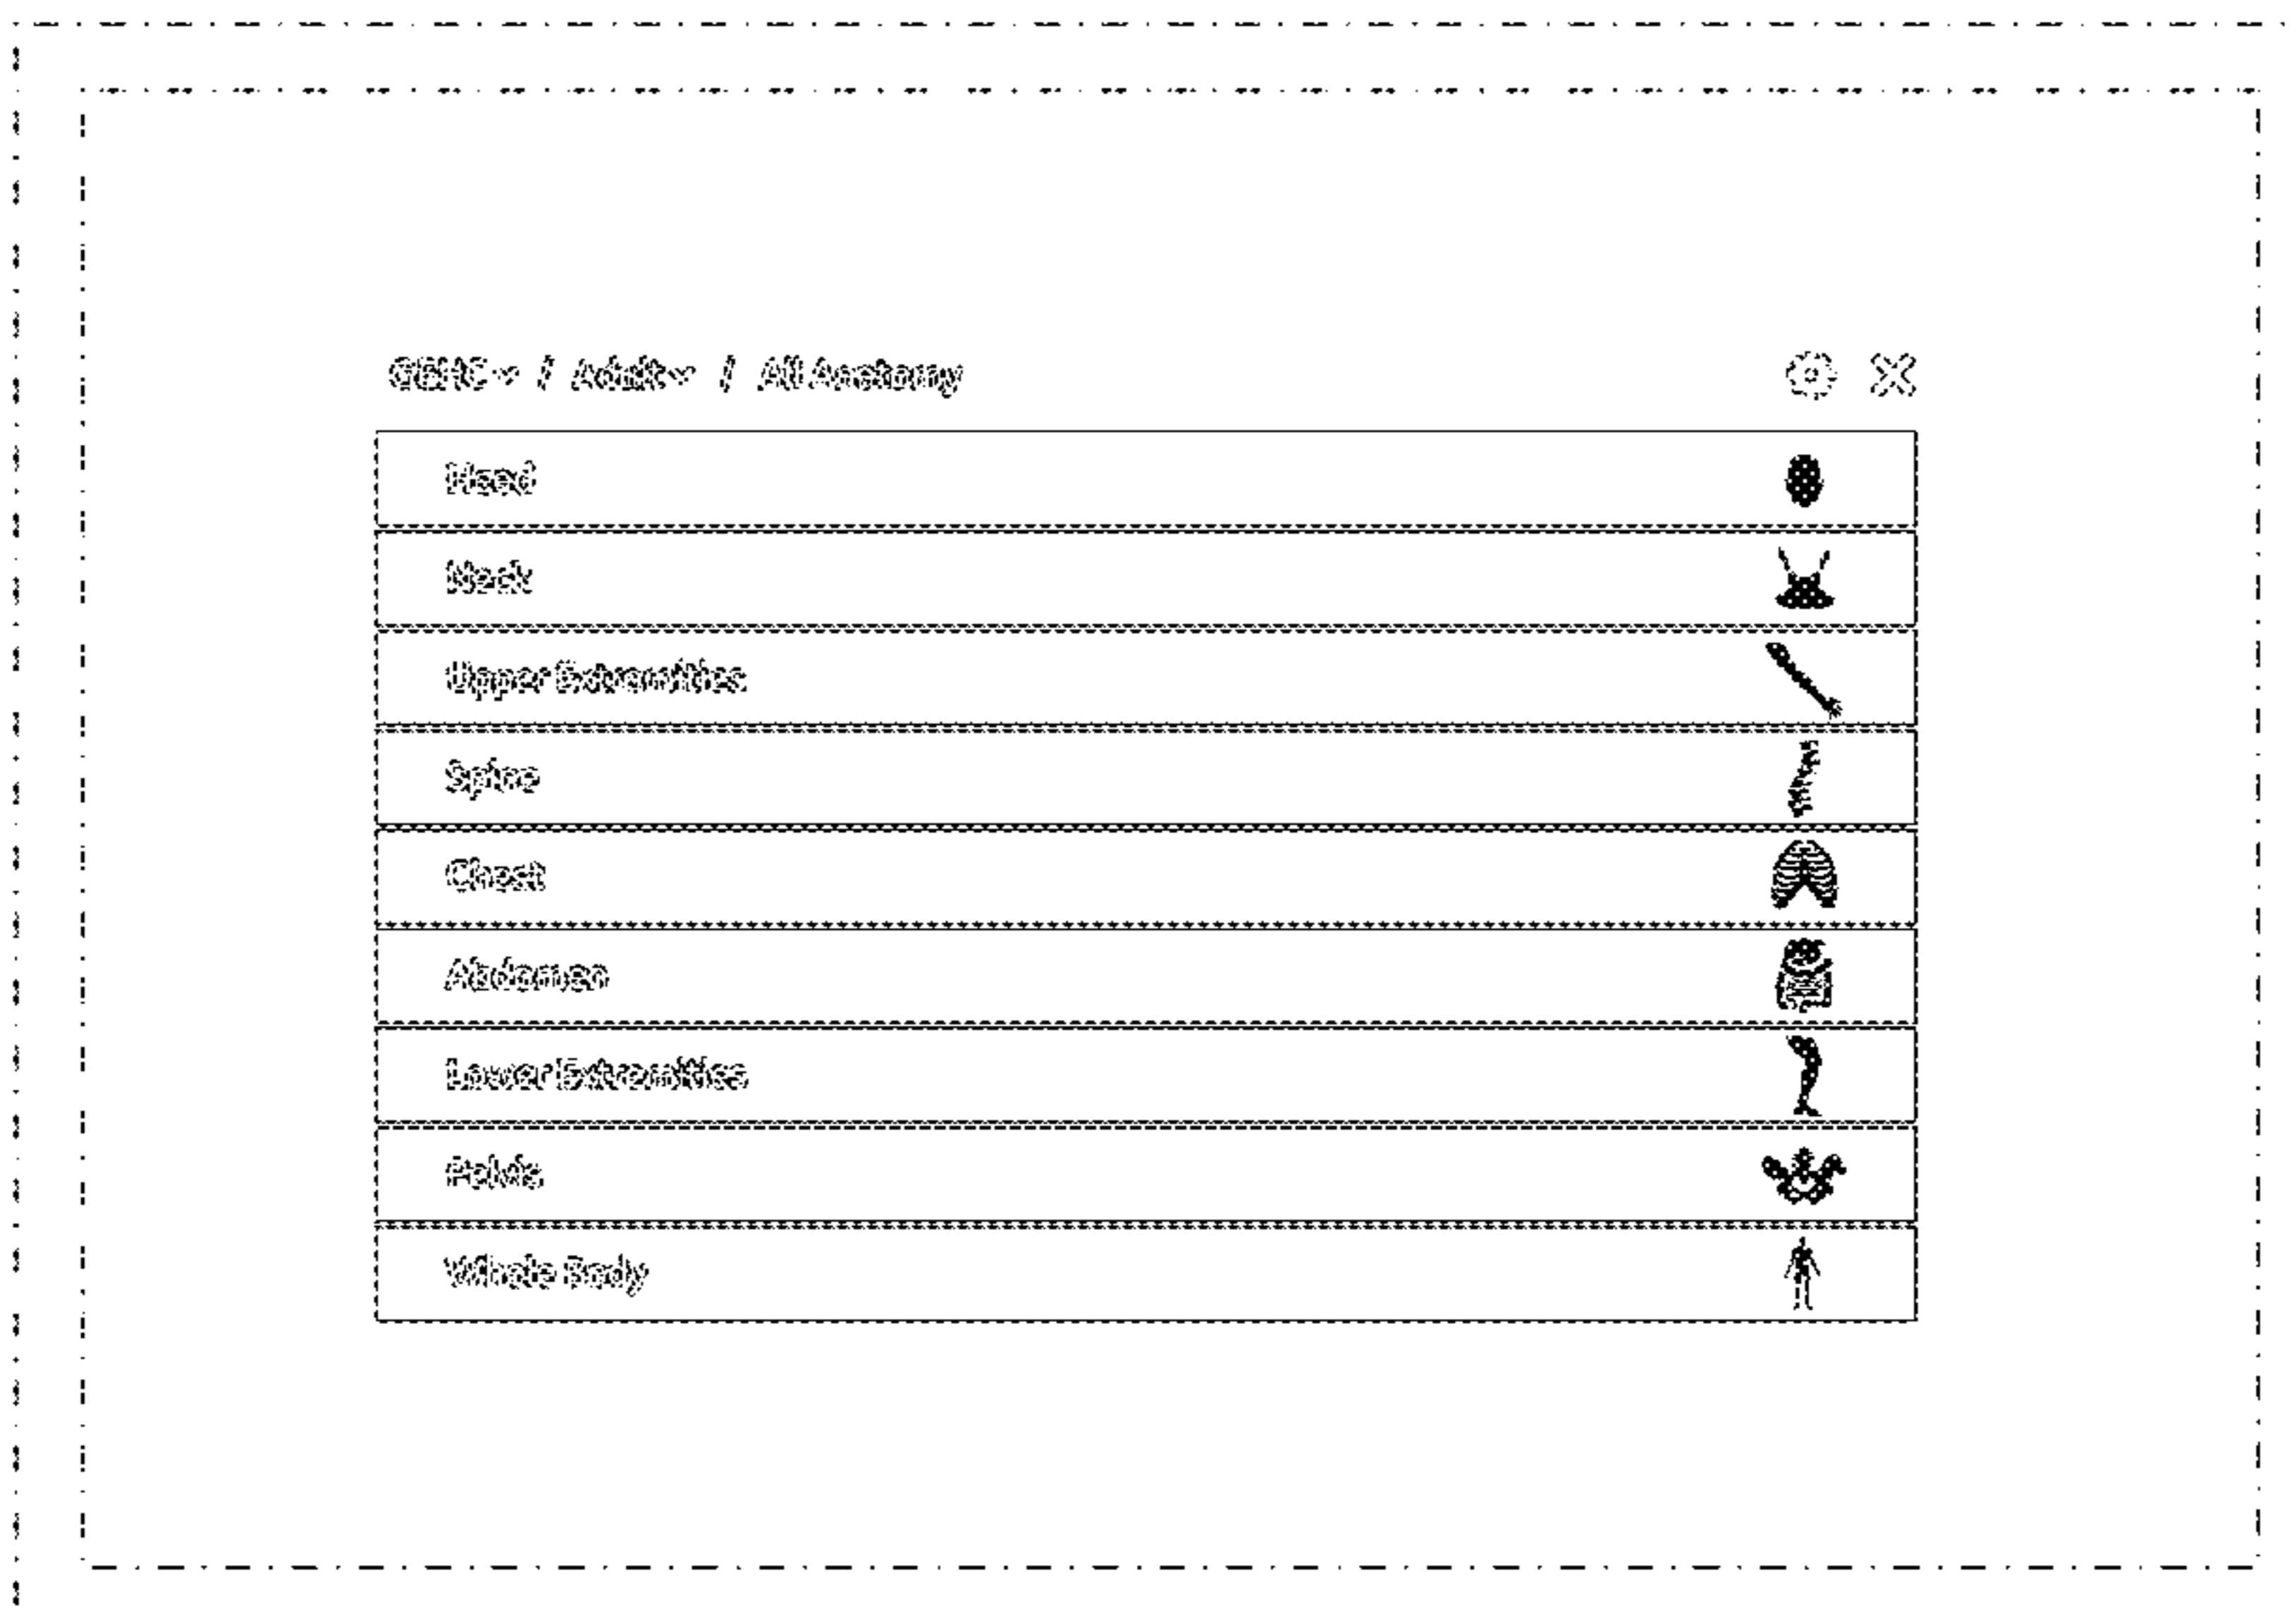 GEHC / Adult / All Anatomy
Head
Neck
Upper Extremities
Spine
Chest
Abdomen
Lower Extremities
Pelvis
Whole Body